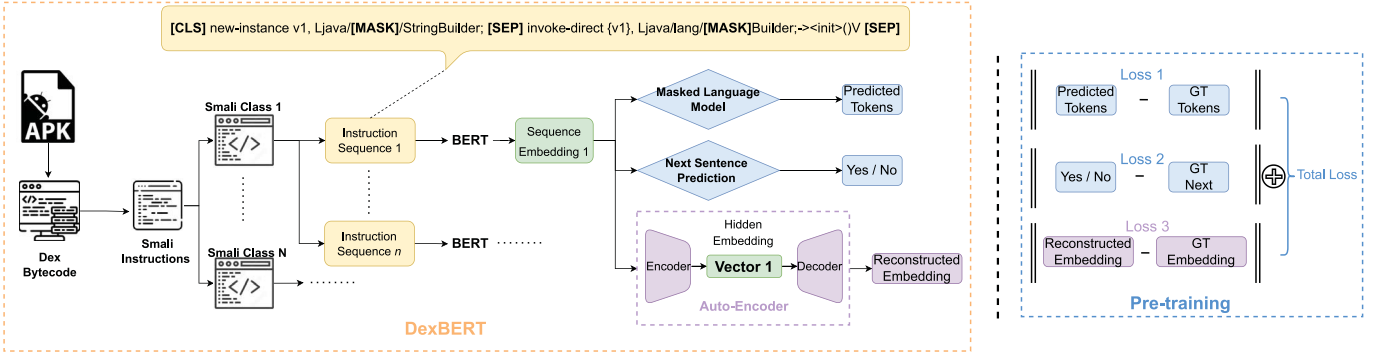 [CLS] new-instance v1, Ljava/[MASK]/StringBuilder; [SEP] invoke-direct {v1}, Ljava/lang/[MASK]Builder;-><init>()V [SEP]
APK
Dex
Bytecode
Smali
Instructions
Smali Class 1
</>
Smali Class N
</>
Instruction
Sequence 1
Instruction
Sequence n
BERT
BERT
Sequence
Embedding 1
Masked Language
Model
Predicted
Tokens
Next Sentence
Prediction
Yes / No
Hidden
Embedding
Encoder
Vector 1
Decoder
Auto-Encoder
Reconstructed
Embedding
DexBERT
Loss 1
Predicted
Tokens
–
GT
Tokens
Loss 2
Yes / No
–
GT
Next
Loss 3
Reconstructed
Embedding
–
GT
Embedding
Total Loss
Pre-training